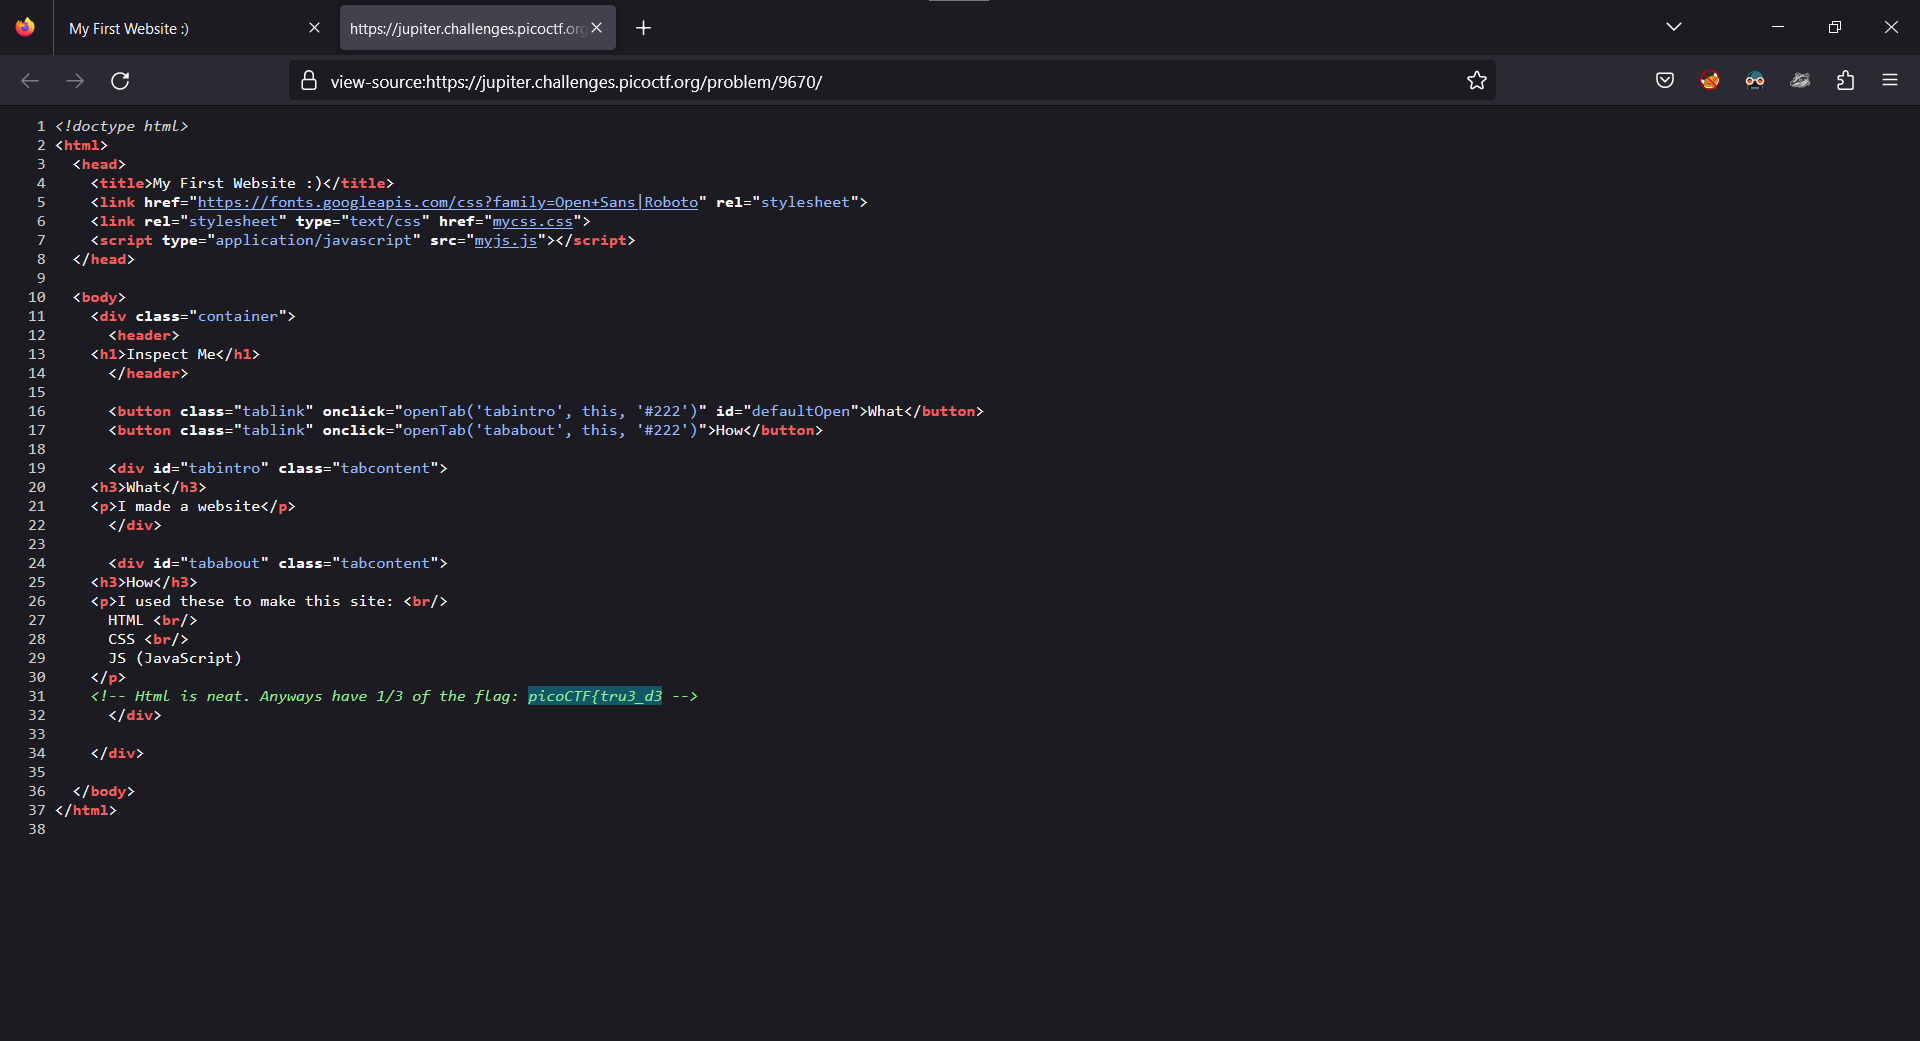 My First Website :)
https://jupiter.challenges.picoctf.org
view-source:https://jupiter.challenges.picoctf.org/problem/9670/
1 <!doctype html>
2 <html>
3   <head>
4     <title>My First Website :)</title>
5     <link href="https://fonts.googleapis.com/css?family=Open+Sans|Roboto" rel="stylesheet">
6     <link rel="stylesheet" type="text/css" href="mycss.css">
7     <script type="application/javascript" src="myjs.js"></script>
8   </head>
9
10   <body>
11     <div class="container">
12       <header>
13     <h1>Inspect Me</h1>
14       </header>
15
16       <button class="tablink" onclick="openTab('tabintro', this, '#222')" id="defaultOpen">What</button>
17       <button class="tablink" onclick="openTab('tababout', this, '#222')">How</button>
18
19       <div id="tabintro" class="tabcontent">
20     <h3>What</h3>
21     <p>I made a website</p>
22       </div>
23
24       <div id="tababout" class="tabcontent">
25     <h3>How</h3>
26     <p>I used these to make this site: <br/>
27       HTML <br/>
28       CSS <br/>
29       JS (JavaScript)
30     </p>
31     <!-- Html is neat. Anyways have 1/3 of the flag: picoCTF{tru3_d3 -->
32       </div>
33
34     </div>
35
36   </body>
37 </html>
38